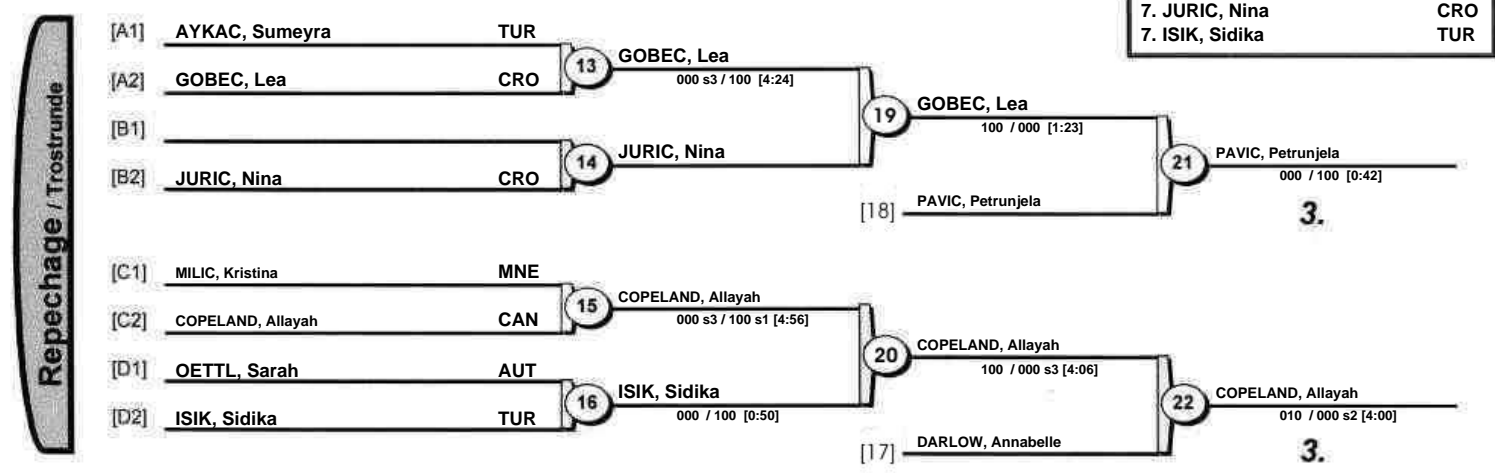 7. JURIC, Nina CRO
7. ISIK, Sidika TUR
Repechage / Trostrunde
[A1] AYKAC, Sumeyra TUR
13 GOBEC, Lea
000 s3 / 100 [4:24]
[A2] GOBEC, Lea CRO
19 GOBEC, Lea
100 / 000 [1:23]
[B1]
14 JURIC, Nina
[B2] JURIC, Nina CRO
21 PAVIC, Petrunjela
000 / 100 [0:42]
[18] PAVIC, Petrunjela
3.
[C1] MILIC, Kristina MNE
15 COPELAND, Allayah
000 s3 / 100 s1 [4:56]
[C2] COPELAND, Allayah CAN
20 COPELAND, Allayah
100 / 000 s3 [4:06]
[D1] OETTL, Sarah AUT
16 ISIK, Sidika
000 / 100 [0:50]
[D2] ISIK, Sidika TUR
22 COPELAND, Allayah
010 / 000 s2 [4:00]
[17] DARLOW, Annabelle
3.